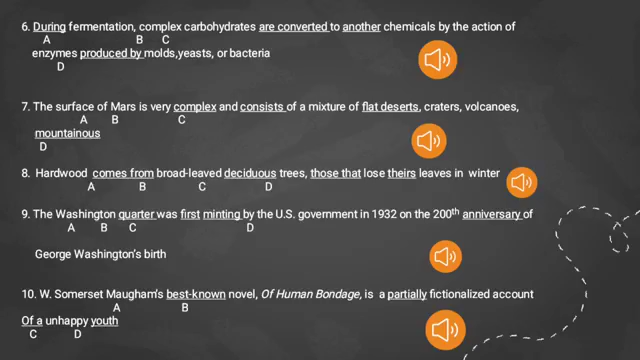 6. During fermentation, complex carbohydrates are converted to another chemicals by the action of
A B C
enzymes produced by molds,yeasts, or bacteria
D
7. The surface of Mars is very complex and consists of a mixture of flat deserts, craters, volcanoes,
A B C
mountainous
D
8. Hardwood comes from broad-leaved deciduous trees, those that lose theirs leaves in winter
A B C D
9. The Washington quarter was first minting by the U.S. government in 1932 on the 200th anniversary of
A B C D
George Washington's birth
10. W. Somerset Maugham's best-known novel, Of Human Bondage, is a partially fictionalized account
A B
Of a unhappy youth
C D